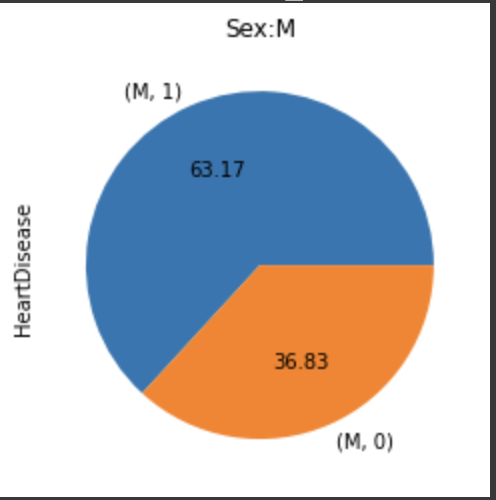 Sex:M
(M, 1)
63.17
HeartDisease
36.83
(M, 0)